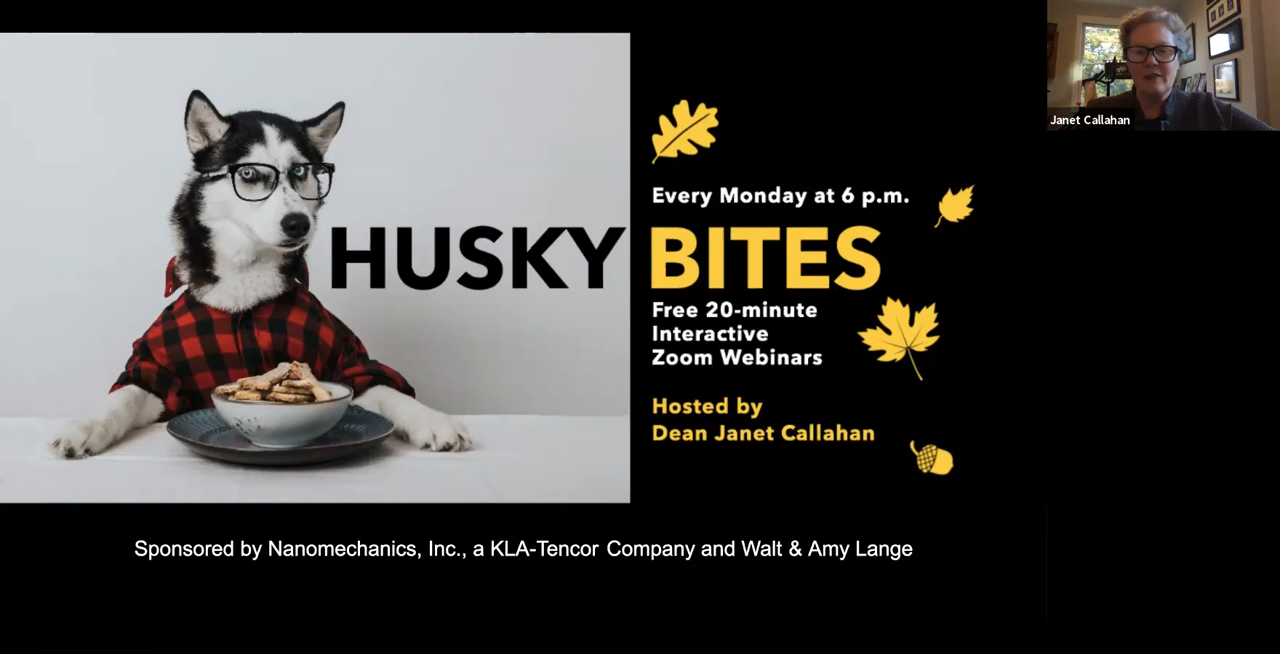 Janet Callahan
Every Monday at 6 p.m.
HUSKY BITES
Free 20-minute
Interactive
Zoom Webinars
Hosted by
Dean Janet Callahan
Sponsored by Nanomechanics, Inc., a KLA-Tencor Company and Walt & Amy Lange